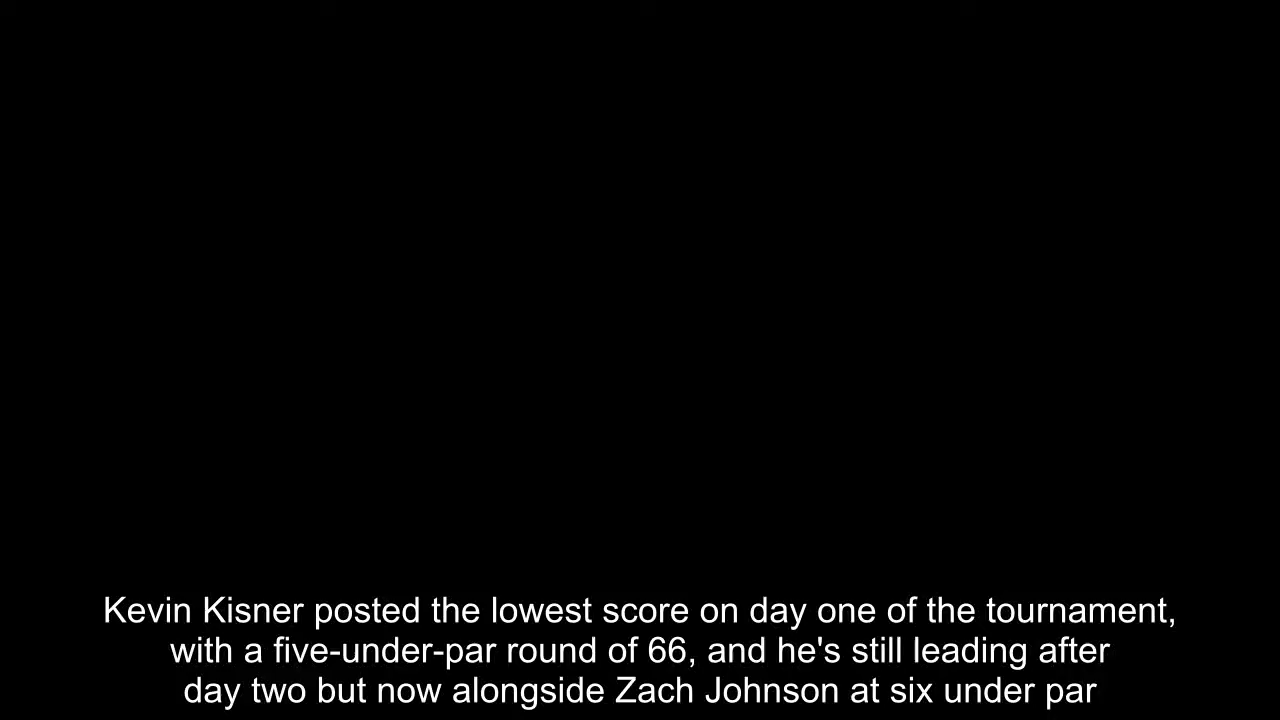 Kevin Kisner posted the lowest score on day one of the tournament,
with a five-under-par round of 66, and he's still leading after
day two but now alongside Zach Johnson at six under par